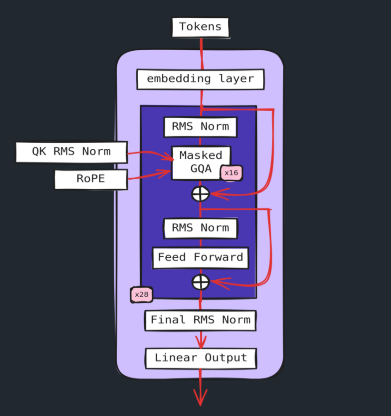 Tokens
embedding layer
RMS Norm
QK RMS Norm
Masked
GQA
x16
RoPE
RMS Norm
Feed Forward
x28
Final RMS Norm
Linear Output